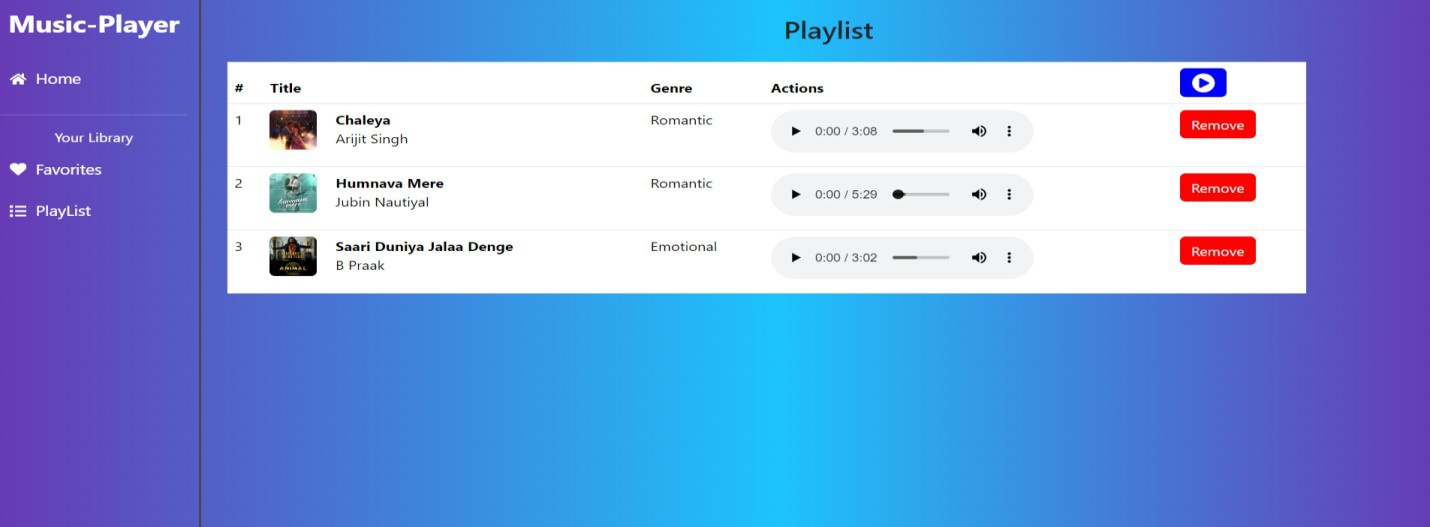 Music-Player
Home
Your Library
Favorites
PlayList
Playlist
# Title Genre Actions
1 Chaleya Romantic 0:00 / 3:08 Remove
Arijit Singh
2 Humnava Mere Romantic 0:00 / 5:29 Remove
Jubin Nautiyal
3 Saari Duniya Jalaa Denge Emotional 0:00 / 3:02 Remove
B Praak
ANIMAL